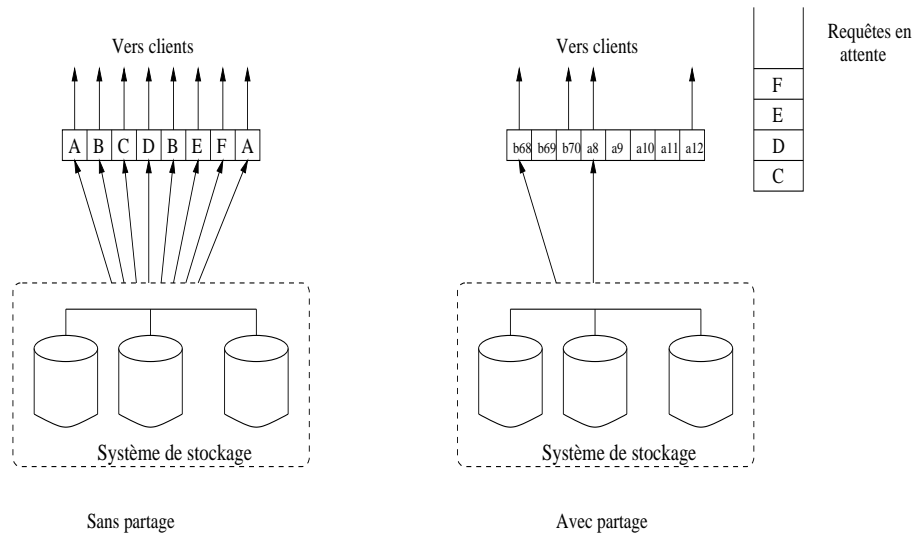 Vers clients
A B C D B E F A
Système de stockage
Sans partage
Vers clients
b68 b69 b70 a8 a9 a10 a11 a12
Système de stockage
Avec partage
Requêtes en
attente
F
E
D
C